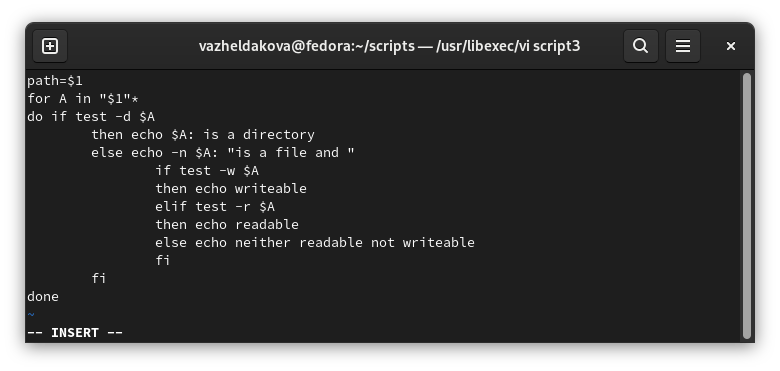 vazheldakova@fedora:~/scripts — /usr/libexec/vi script3
path=$1
for A in "$1"*
do if test -d $A
        then echo $A: is a directory
        else echo -n $A: "is a file and "
                if test -w $A
                then echo writeable
                elif test -r $A
                then echo readable
                else echo neither readable not writeable
                fi
        fi
done
~
-- INSERT --